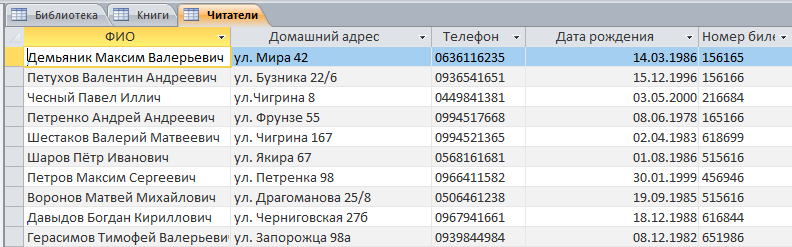 Библиотека Книги Читатели
ФИО Домашний адрес Телефон Дата рождения Номер биле
Демьяник Максим Валерьевич ул. Мира 42 0636116235 14.03.1986 156165
Петухов Валентин Андреевич ул. Бузника 22/6 0936541651 15.12.1996 156166
Чесный Павел Иллич ул.Чигрина 8 0449841381 03.05.2000 216684
Петренко Андрей Андреевич ул. Фрунзе 55 0994517668 08.06.1978 165166
Шестаков Валерий Матвеевич ул. Чигрина 167 0994521365 02.04.1983 618699
Шаров Пётр Иванович ул. Якира 67 0568161681 01.08.1986 515616
Петров Максим Сергеевич ул. Петренка 98 0966411582 30.01.1999 456946
Воронов Матвей Михайлович ул. Драгоманова 25/8 0506461238 19.09.1985 515616
Давыдов Богдан Кириллович ул. Черниговская 27б 0967941661 18.12.1988 616844
Герасимов Тимофей Валерьеви ул. Запорожца 98а 0939844984 08.12.1982 651986